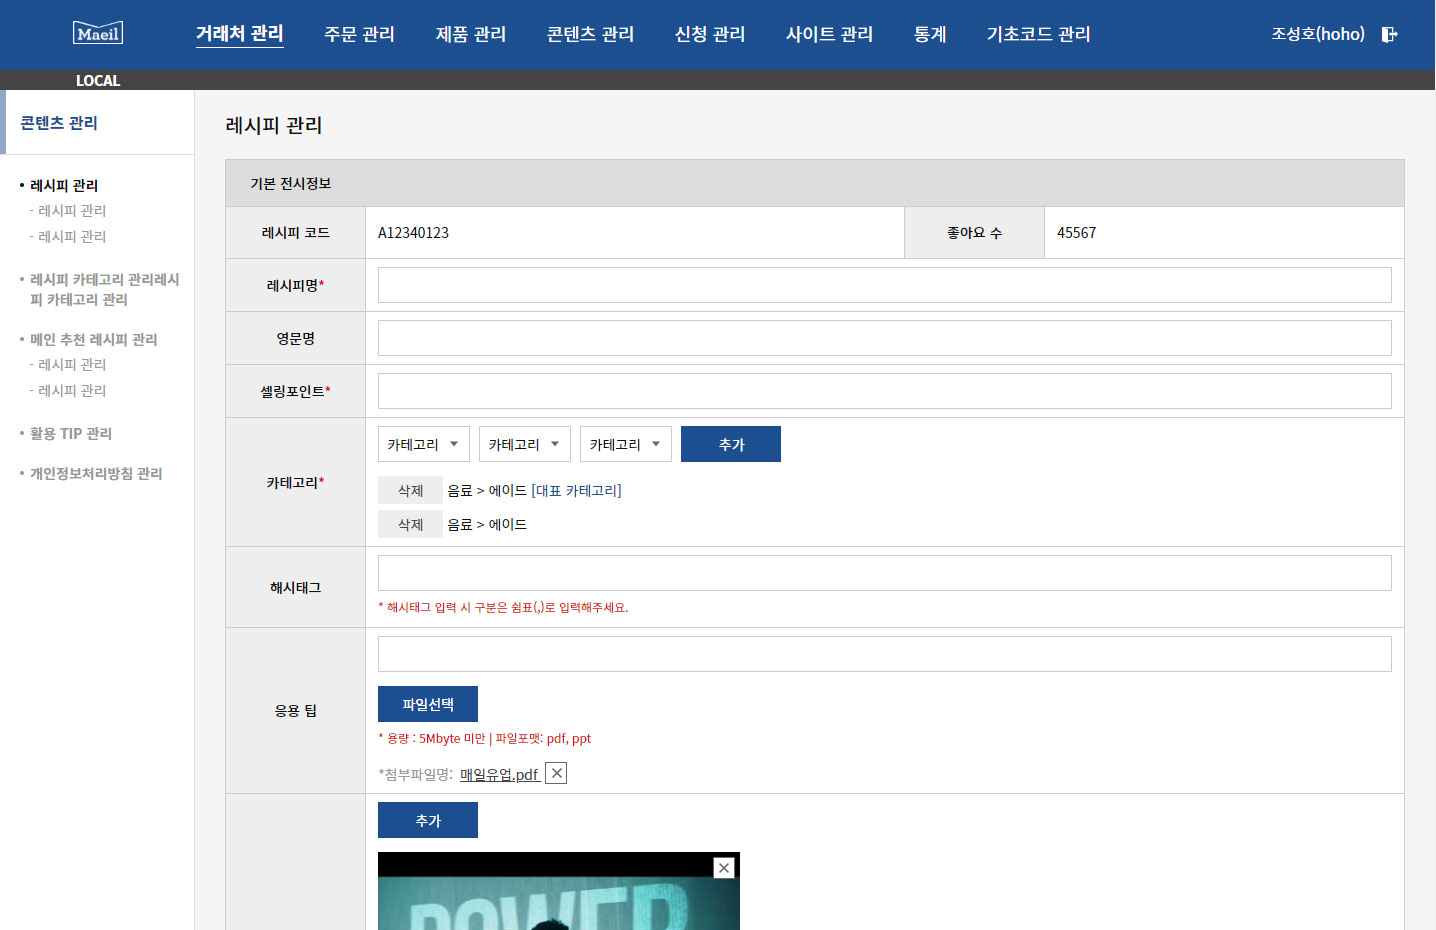 Maeil
거래처 관리 주문 관리 제품 관리 콘텐츠 관리 신청 관리 사이트 관리 통계 기초코드 관리 조성호(hoho)
LOCAL
콘텐츠 관리
• 레시피 관리
- 레시피 관리
- 레시피 관리
• 레시피 카테고리 관리레시
피 카테고리 관리
• 메인 추천 레시피 관리
- 레시피 관리
- 레시피 관리
• 활용 TIP 관리
• 개인정보처리방침 관리
레시피 관리
기본 전시정보
레시피 코드 A12340123 좋아요 수 45567
레시피명*
영문명
셀링포인트*
카테고리*
카테고리 카테고리 카테고리 추가
삭제 음료 > 에이드 [대표 카테고리]
삭제 음료 > 에이드
해시태그
* 해시태그 입력 시 구분은 쉼표(,)로 입력해주세요.
응용 팁
파일선택
* 용량 : 5Mbyte 미만 | 파일포맷: pdf, ppt
*첨부파일명: 매일유업.pdf
추가
POWER